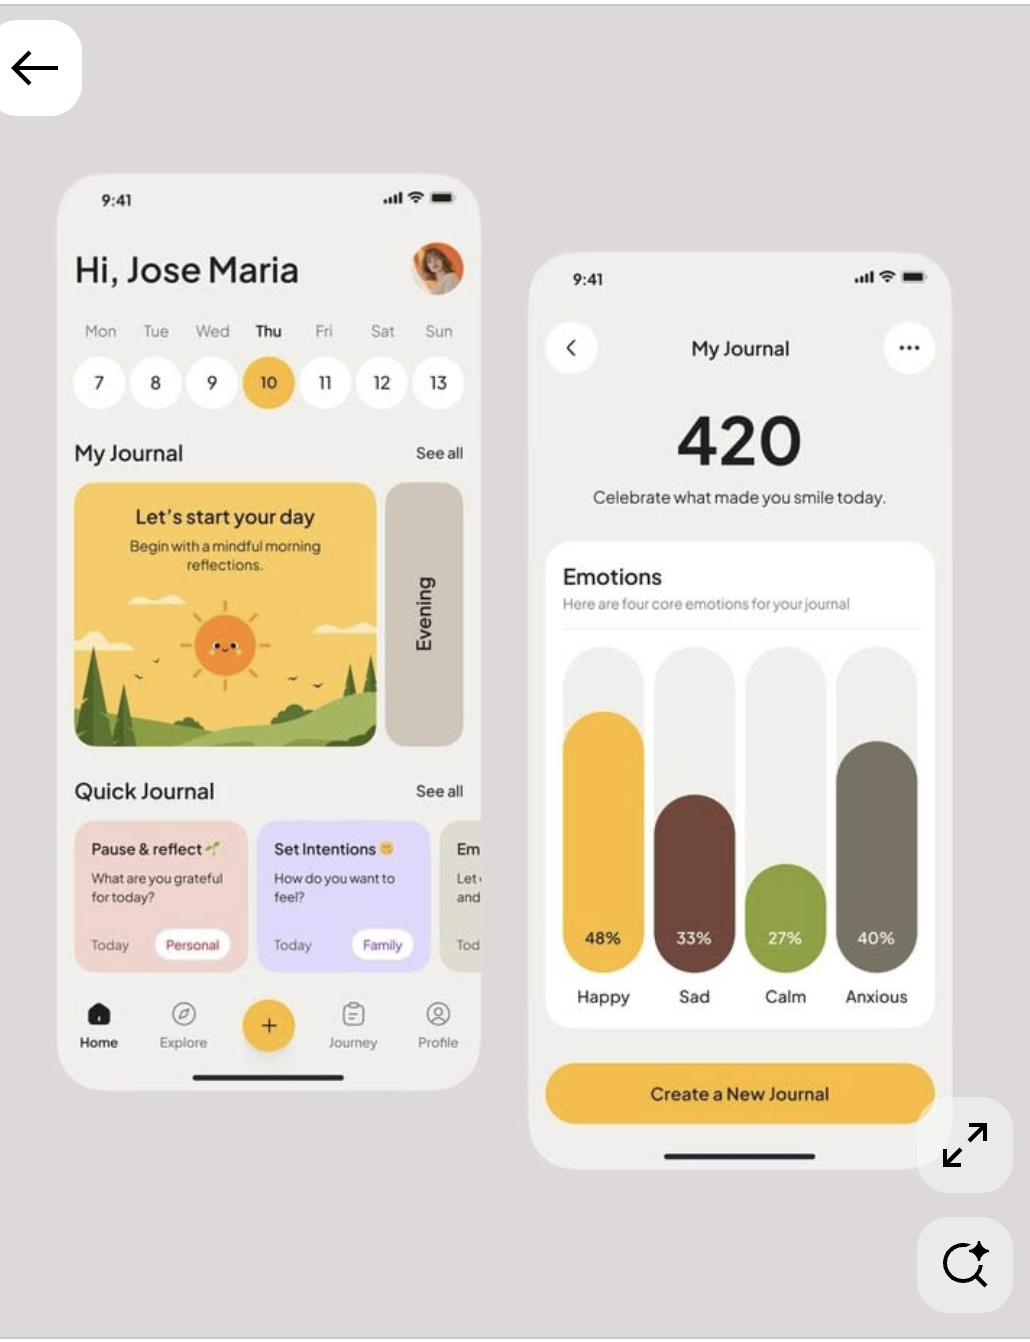 9:41
Hi, Jose Maria
Mon Tue Wed Thu Fri Sat Sun
7 8 9 10 11 12 13
My Journal See all
Let's start your day
Begin with a mindful morning
reflections.
Evening
Quick Journal See all
Pause & reflect🌱
What are you grateful
for today?
Today Personal
Set Intentions 😊
How do you want to
feel?
Today Family
Em
Let
and
Tod
Home Explore + Journey Profile
9:41
My Journal
420
Celebrate what made you smile today.
Emotions
Here are four core emotions for your journal
48% 33% 27% 40%
Happy Sad Calm Anxious
Create a New Journal